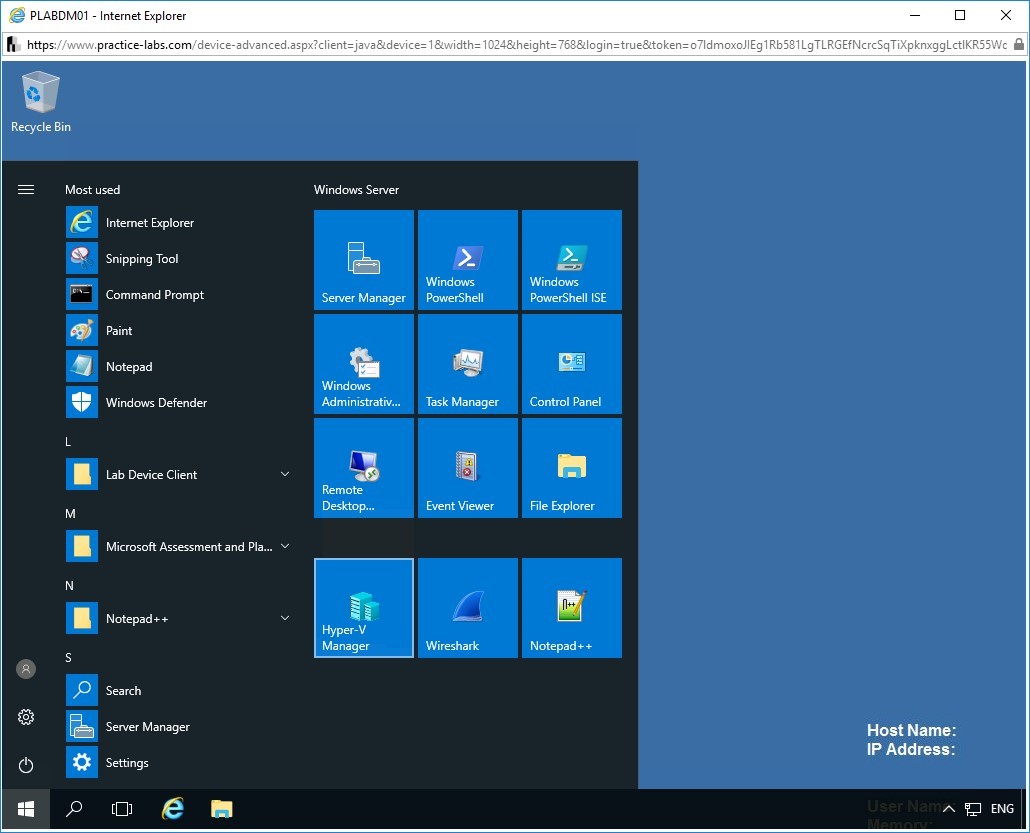 PLABDM01 - Internet Explorer
https://www.practice-labs.com/device-advanced.aspx?client=java&device=1&width=1024&height=768&login=true&token=
Recycle Bin
Most used
Internet Explorer
Snipping Tool
Command Prompt
Paint
Notepad
Windows Defender
L
Lab Device Client
M
Microsoft Assessment and Pla...
N
Notepad++
S
Search
Server Manager
Settings
Windows Server
Server Manager
Windows
PowerShell
Windows
PowerShell ISE
Windows
Administrativ...
Task Manager
Control Panel
Remote
Desktop...
Event Viewer
File Explorer
Hyper-V
Manager
Wireshark
Notepad++
Host Name:
IP Address:
User Name
Memory:
ENG